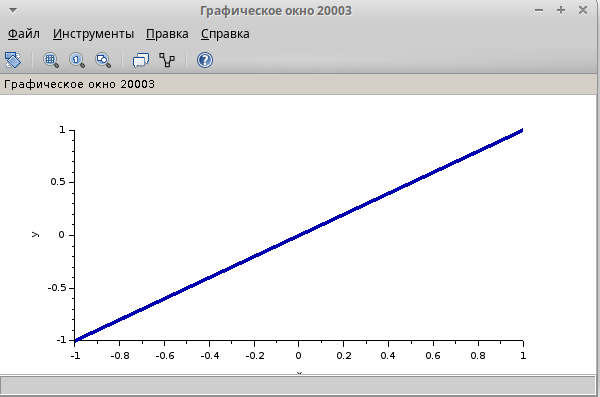 Графическое окно 20003
Файл Инструменты Правка Справка
Графическое окно 20003
1
0.5
0
-0.5
-1
y
-1 -0.8 -0.6 -0.4 -0.2 0 0.2 0.4 0.6 0.8 1